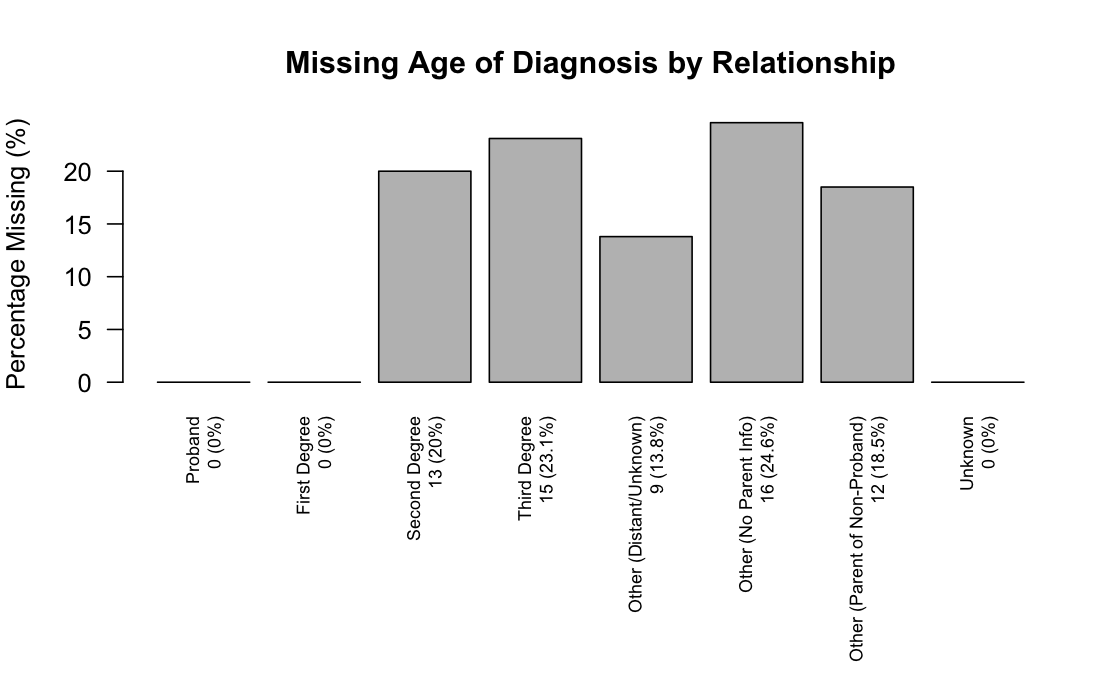 Missing Age of Diagnosis by Relationship
Percentage Missing (%)
20
15
10
5
0
Proband
0 (0%)
First Degree
0 (0%)
Second Degree
13 (20%)
Third Degree
15 (23.1%)
Other (Distant/Unknown)
9 (13.8%)
Other (No Parent Info)
16 (24.6%)
Other (Parent of Non-Proband)
12 (18.5%)
Unknown
0 (0%)